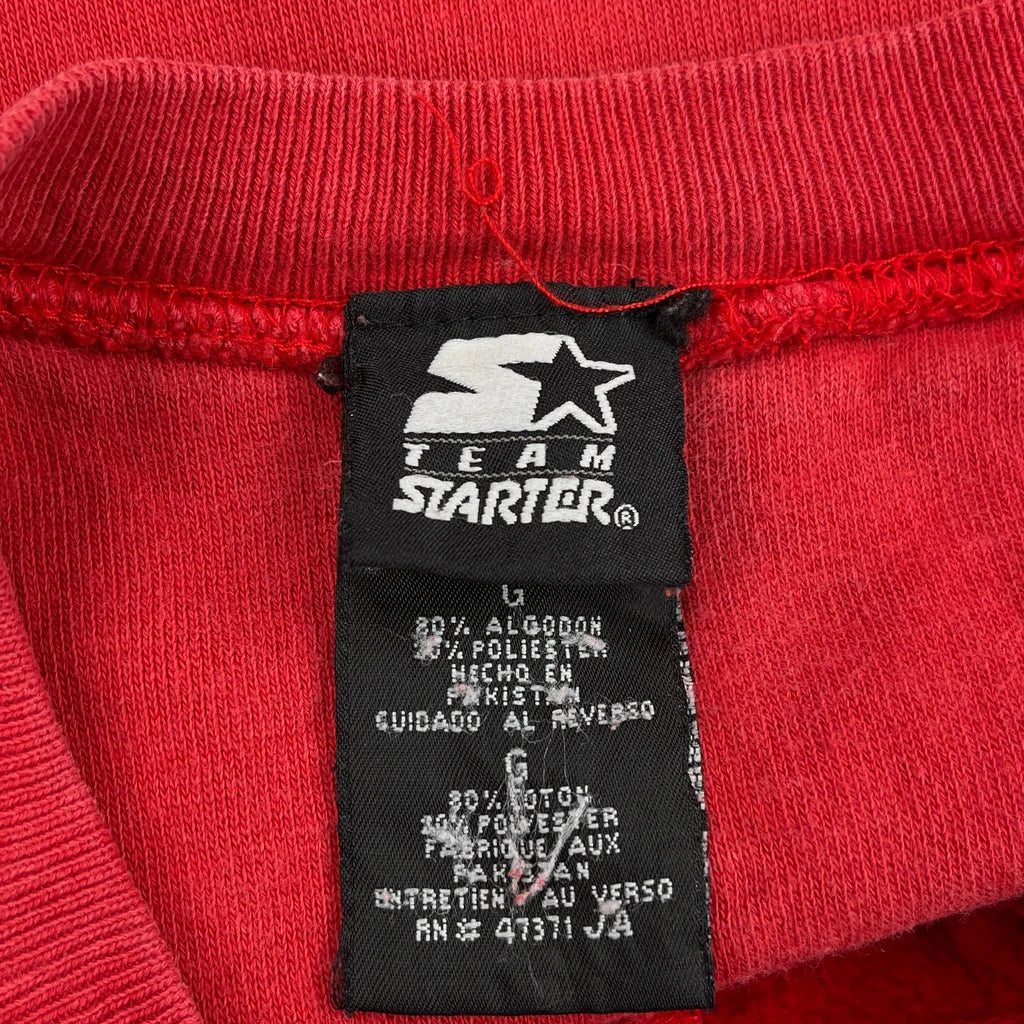 TEAM
STARTER®
G
80% ALGODON
20% POLIESTER
HECHO EN
PAKISTAN
CUIDADO AL REVERSO
G
80% COTON
20% POLYESTER
FABRIQUE AUX
PAKISTAN
ENTRETIEN AU VERSO
RN# 47371 JA